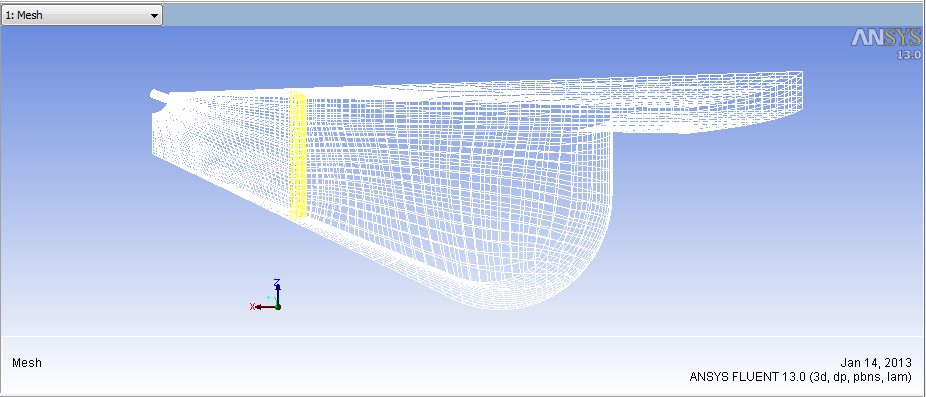 1: Mesh
ANSYS
13.0
Z
X
Mesh
Jan 14, 2013
ANSYS FLUENT 13.0 (3d, dp, pbns, lam)